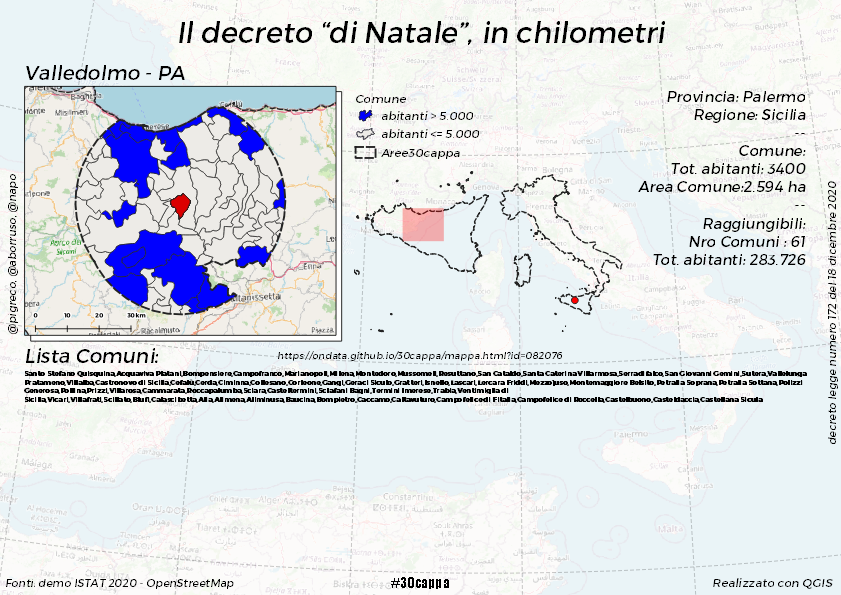 Il decreto “di Natale”, in chilometri
Valledolmo - PA
Comune
abitanti > 5.000
abitanti <= 5.000
Aree30cappa
0 10 20 30 km
Provincia: Palermo
Regione: Sicilia
--
Comune:
Tot. abitanti: 3400
Area Comune:2.594 ha
--
Raggiungibili:
Nro Comuni : 61
Tot. abitanti: 283.726
@pigreco, @aborruso, @napo
decreto legge numero 172 del 18 dicembre 2020
Lista Comuni:
https://ondata.github.io/30cappa/mappa.html?id=082076
Santo Stefano Quisquina,Acquaviva Platani,Bompensiere,Campofranco,Marianopoli,Milena,Montedoro,Mussomeli,Resuttano,San Cataldo,Santa Caterina Villarmosa,Serradifalco,San Giovanni Gemini,Sutera,Vallelunga
Pratameno,Villalba,Castronovo di Sicilia,Cefalù,Cerda,Ciminna,Collesano,Corleone,Gangi,Geraci Siculo,Gratteri,Isnello,Lascari,Lercara Friddi,Mezzojuso,Montemaggiore Belsito,Petralia Soprana,Petralia Sottana,Polizzi
Generosa,Pollina,Prizzi,Villarosa,Cammarata,Roccapalumba,Sciara,Casteltermini,Sclafani Bagni,Termini Imerese,Trabia,Ventimiglia di
Sicilia,Vicari,Villafrati,Scillato,Blufi,Calascibetta,Alia,Alimena,Aliminusa,Baucina,Bompietro,Caccamo,Caltavuturo,Campofelice di Fitalia,Campofelice di Roccella,Castelbuono,Casteldaccia,Castellana Sicula
Fonti. demo ISTAT 2020 - OpenStreetMap
#30cappa
Realizzato con QGIS